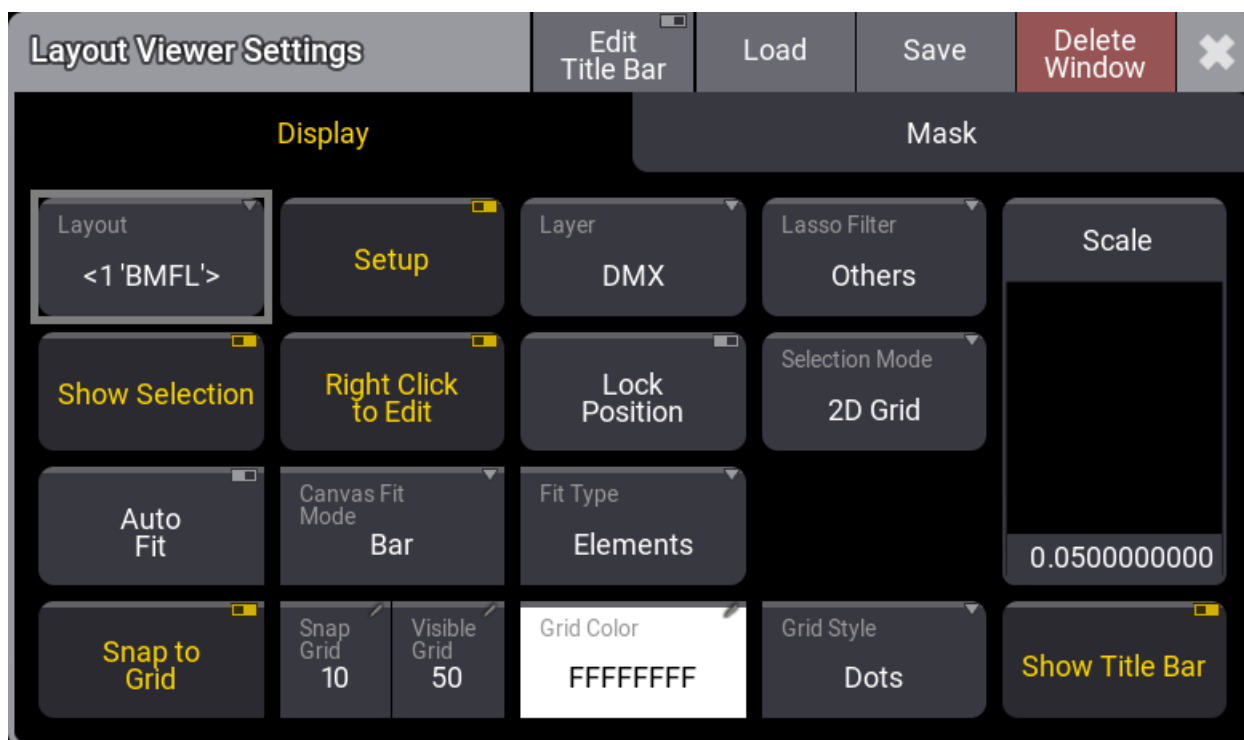 Layout Viewer Settings
Edit
Title Bar
Load
Save
Delete
Window
Display
Mask
Layout
<1 'BMFL'>
Setup
Layer
DMX
Lasso Filter
Others
Scale
Show Selection
Right Click
to Edit
Lock
Position
Selection Mode
2D Grid
Auto
Fit
Canvas Fit
Mode
Bar
Fit Type
Elements
0.0500000000
Snap to
Grid
Snap
Grid
10
Visible
Grid
50
Grid Color
FFFFFFFF
Grid Style
Dots
Show Title Bar